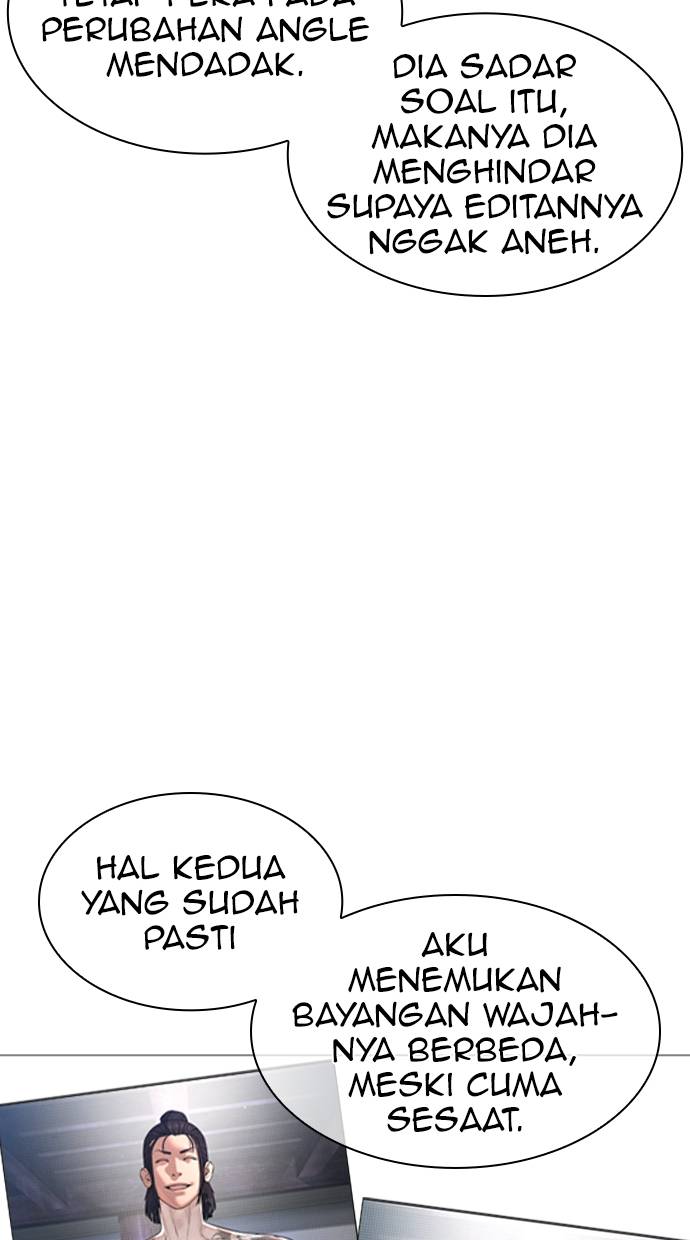 PERUBAHAN ANGLE
MENDADAK.
DIA SADAR
SOAL ITU,
MAKANYA DIA
MENGHINDAR
SUPAYA EDITANNYA
NGGAK ANEH.
HAL KEDUA
YANG SUDAH
PASTI
AKU
MENEMUKAN
BAYANGAN WAJAH-
NYA BERBEDA,
MESKI CUMA
SESAAT.